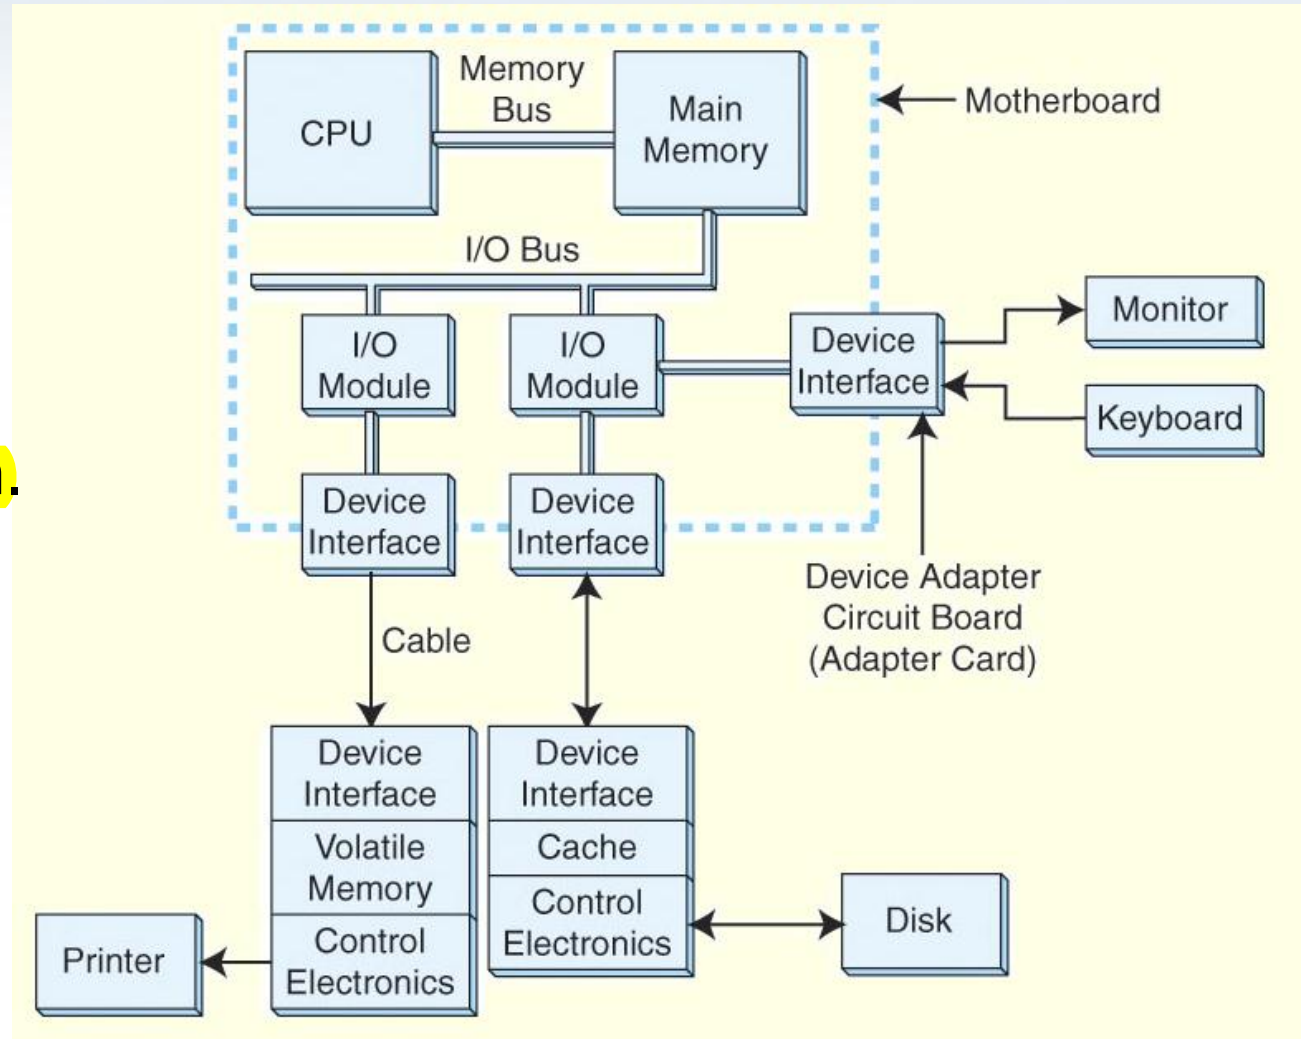 Memory
Bus
CPU
Main
Memory
Motherboard
I/O Bus
I/O
Module
I/O
Module
Device
Interface
Monitor
Keyboard
Device
Interface
Device
Interface
Device Adapter
Circuit Board
(Adapter Card)
Cable
Device
Interface
Volatile
Memory
Control
Electronics
Device
Interface
Cache
Control
Electronics
Disk
Printer